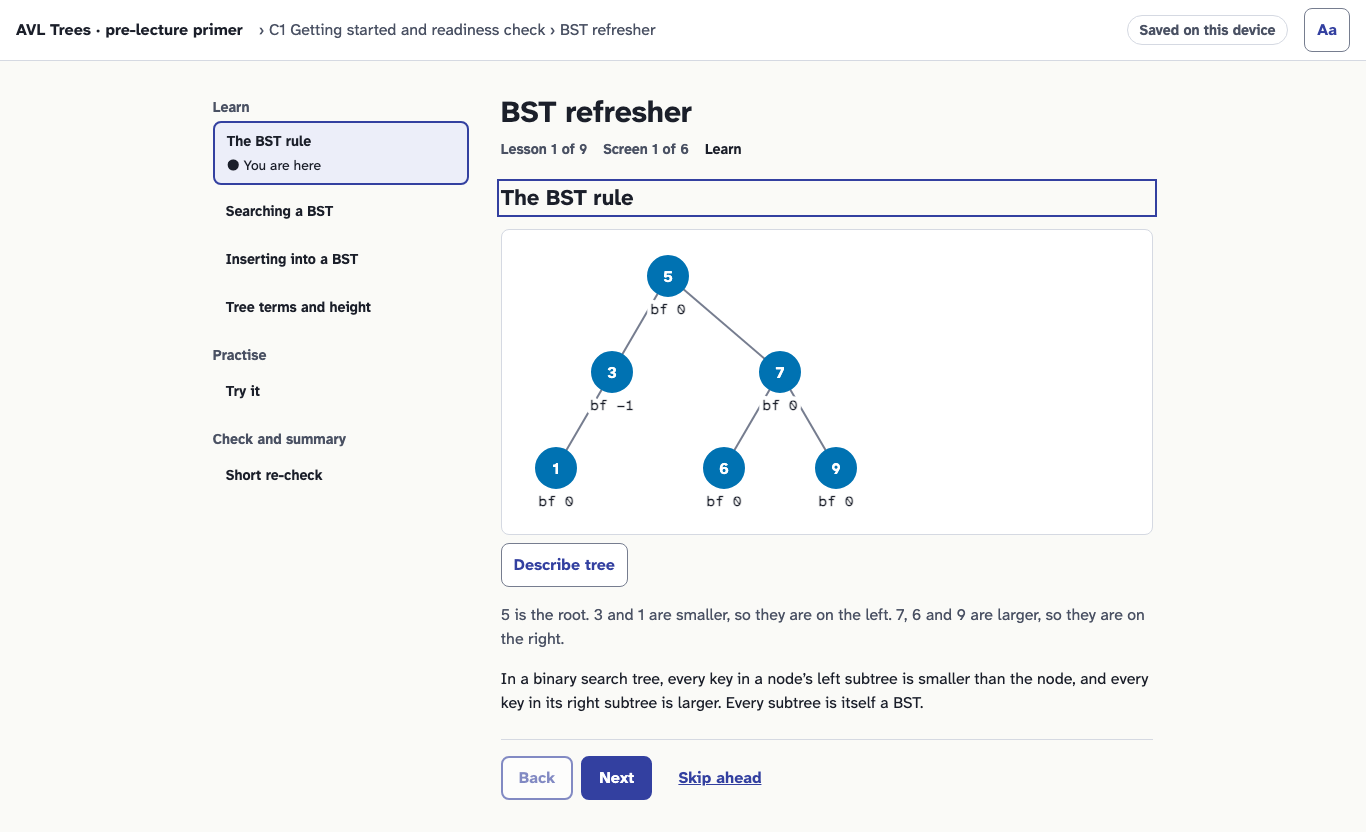 AVL Trees · pre-lecture primer › C1 Getting started and readiness check › BST refresher
Saved on this device
Aa
Learn
The BST rule
You are here
Searching a BST
Inserting into a BST
Tree terms and height
Practise
Try it
Check and summary
Short re-check
BST refresher
Lesson 1 of 9 Screen 1 of 6 Learn
The BST rule
5
bf 0
3 7
bf −1 bf 0
1 6 9
bf 0 bf 0 bf 0
Describe tree
5 is the root. 3 and 1 are smaller, so they are on the left. 7, 6 and 9 are larger, so they are on
the right.
In a binary search tree, every key in a node’s left subtree is smaller than the node, and every
key in its right subtree is larger. Every subtree is itself a BST.
Back Next Skip ahead